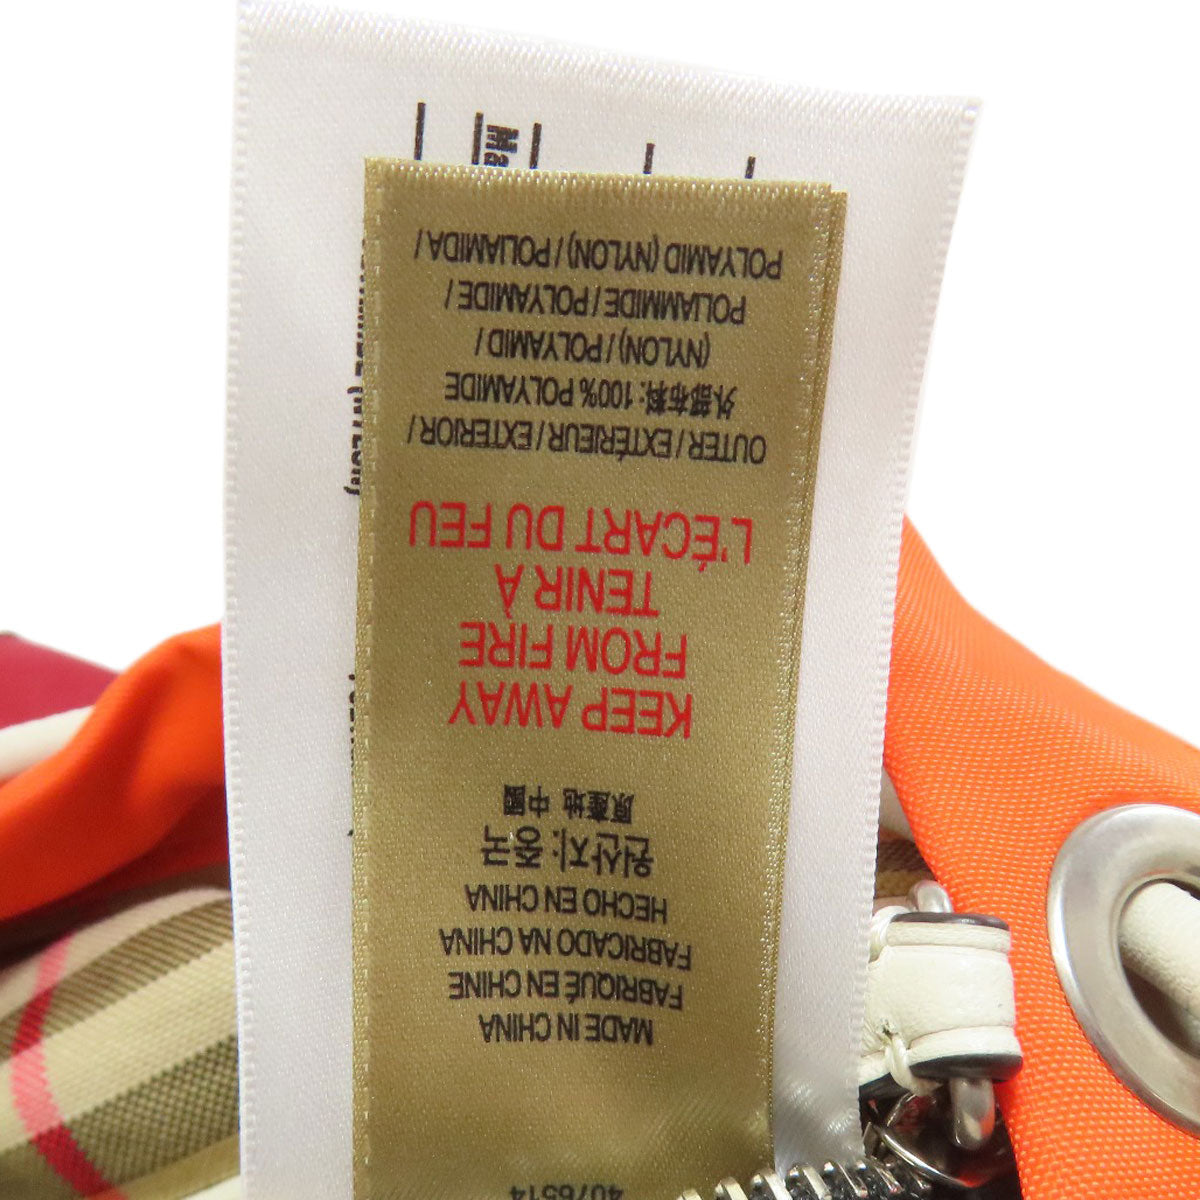 4076514
MADE IN CHINA
FABRIQUÉ EN CHINE
FABRICADO NA CHINA
HECHO EN CHINA
원산지: 중국
原產地 中國
KEEP AWAY
FROM FIRE
TENIR À
L'ÉCART DU FEU
OUTER / EXTÉRIEUR / EXTERIOR /
外部布料: 100% POLYAMIDE
(NYLON) / POLYAMID /
POLIAMMIDE / POLYAMIDE /
POLYAMID (NYLON) / POLIAMIDA /
Ma